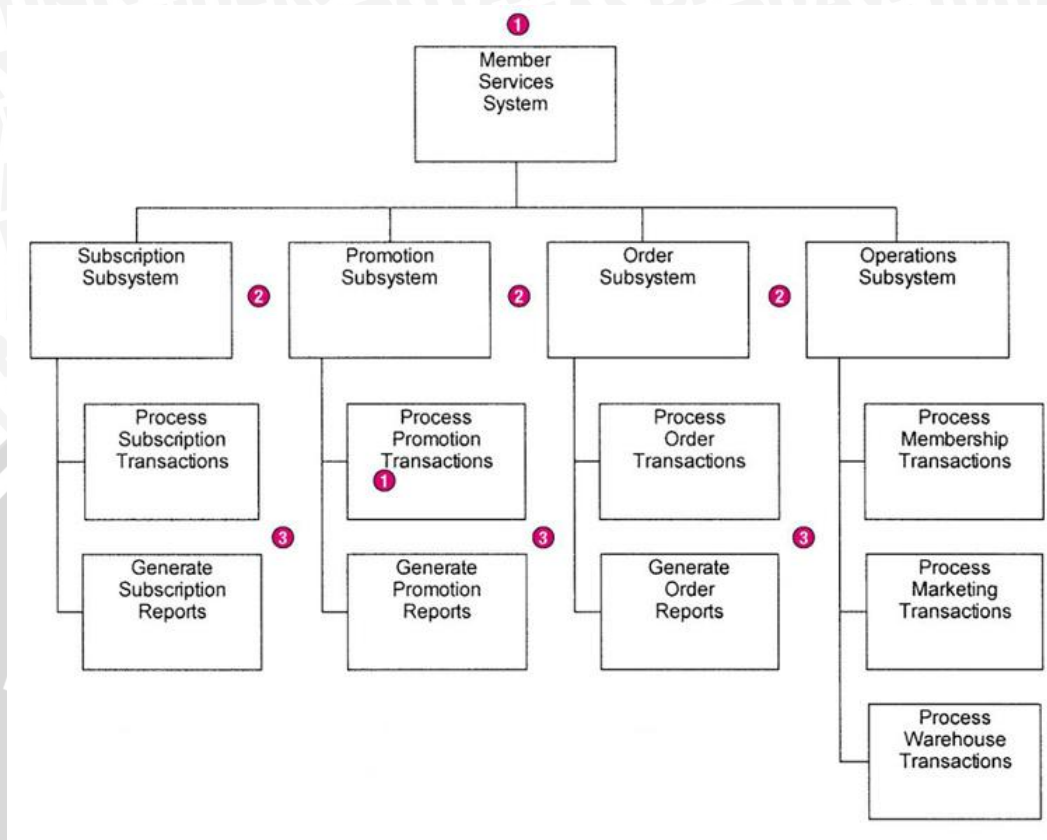 1
Member
Services
System
Subscription
Subsystem
2
Promotion
Subsystem
2
Order
Subsystem
2
Operations
Subsystem
Process
Subscription
Transactions
Process
Promotion
Transactions
1
Process
Order
Transactions
Process
Membership
Transactions
3
3
3
Generate
Subscription
Reports
Generate
Promotion
Reports
Generate
Order
Reports
Process
Marketing
Transactions
Process
Warehouse
Transactions